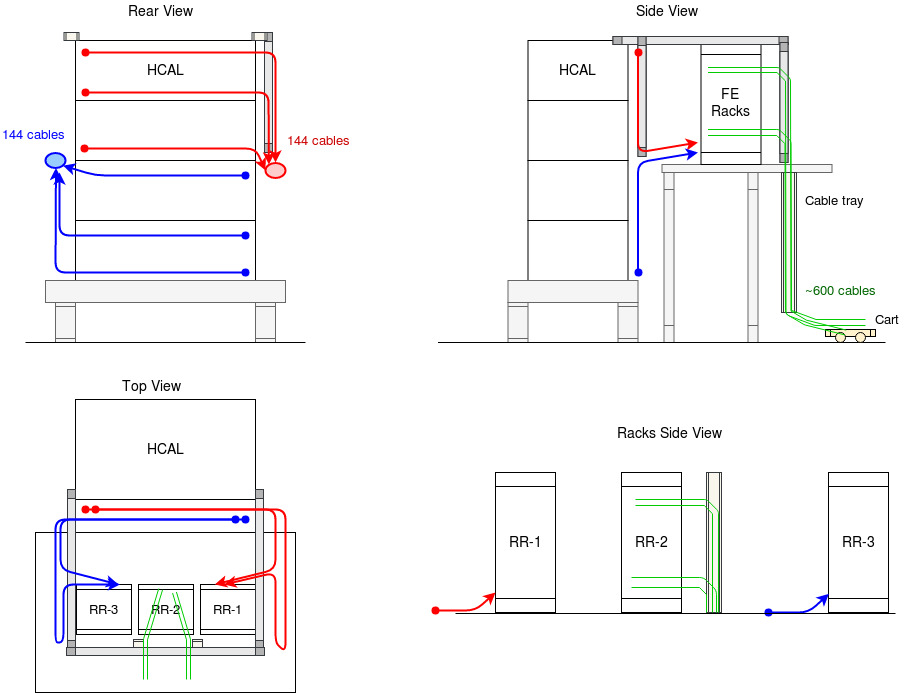 Rear View
Side View
HCAL
HCAL
FE
Racks
144 cables
144 cables
Cable tray
~600 cables
Cart
Top View
HCAL
Racks Side View
RR-1
RR-2
RR-3
RR-3
RR-2
RR-1